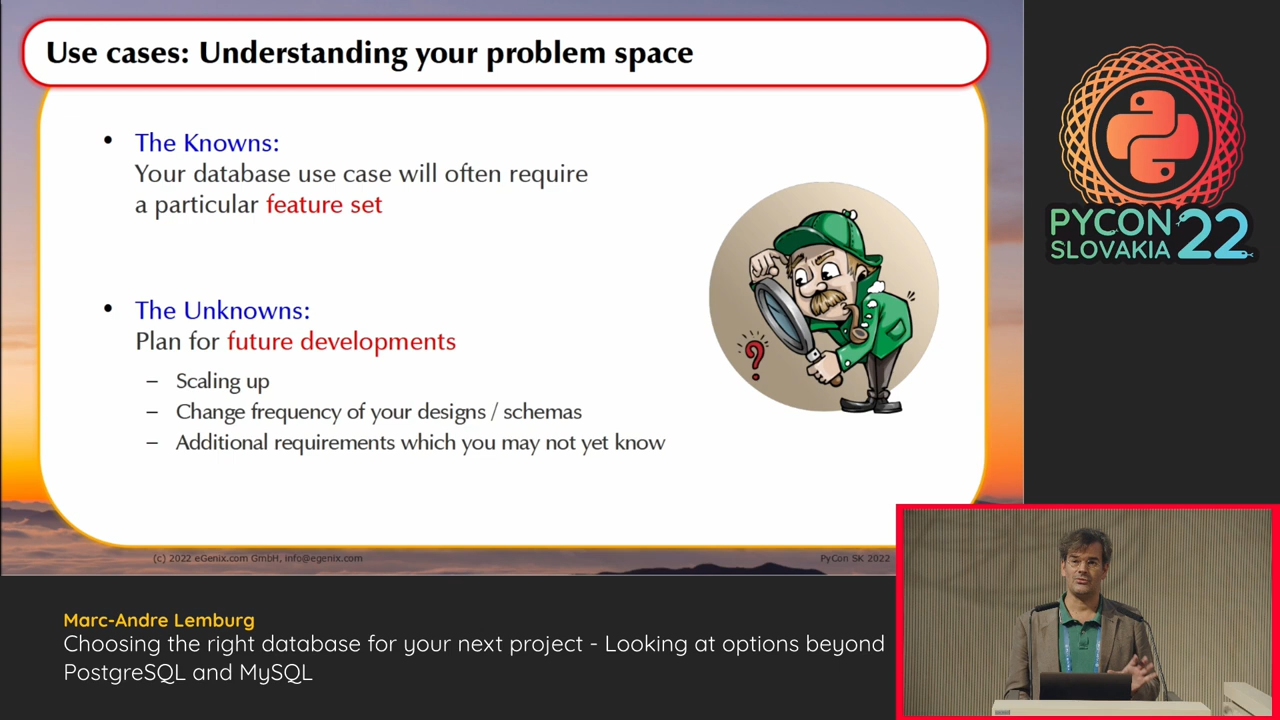 Use cases: Understanding your problem space
• The Knowns:
Your database use case will often require
a particular feature set
• The Unknowns:
Plan for future developments
– Scaling up
– Change frequency of your designs / schemas
– Additional requirements which you may not yet know
?
(c) 2022 eGenix.com GmbH, info@egenix.com
PyCon SK 2022
PYCON
SLOVAKIA
22
Marc-Andre Lemburg
Choosing the right database for your next project - Looking at options beyond
PostgreSQL and MySQL